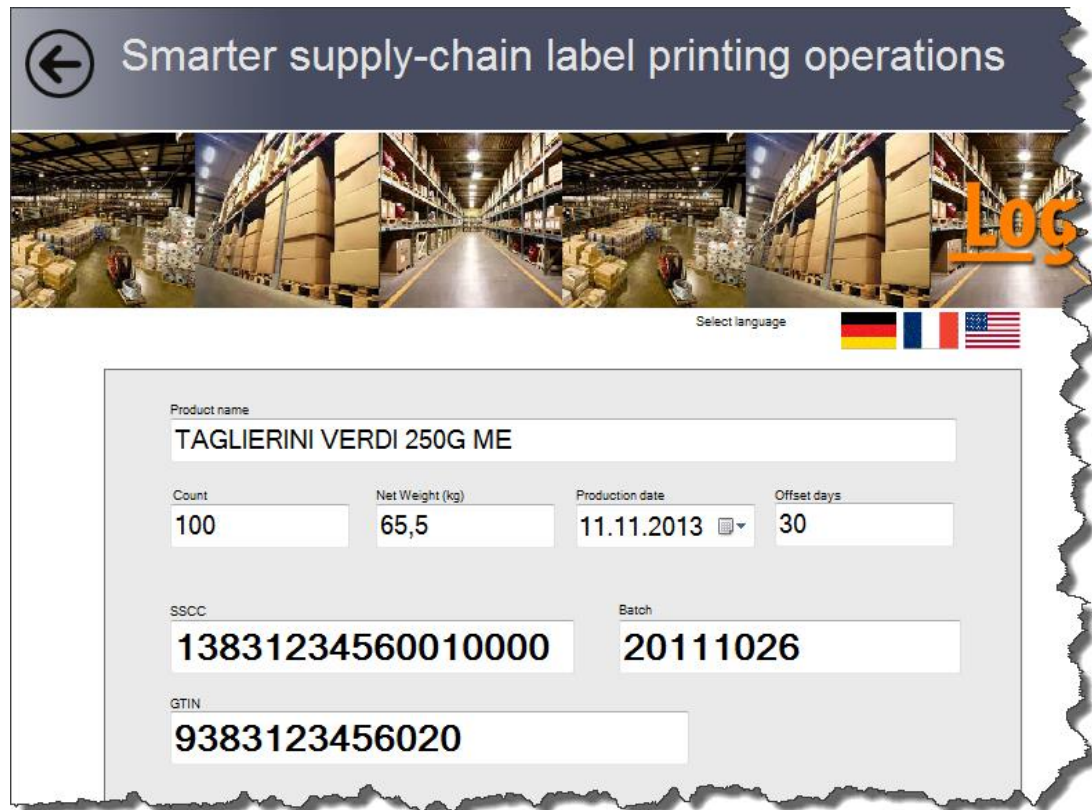 Smarter supply-chain label printing operations
Log
Select language
Product name
TAGLIERINI VERDI 250G ME
Count Net Weight (kg) Production date Offset days
100 65,5 11.11.2013 30
SSCC Batch
13831234560010000 20111026
GTIN
9383123456020